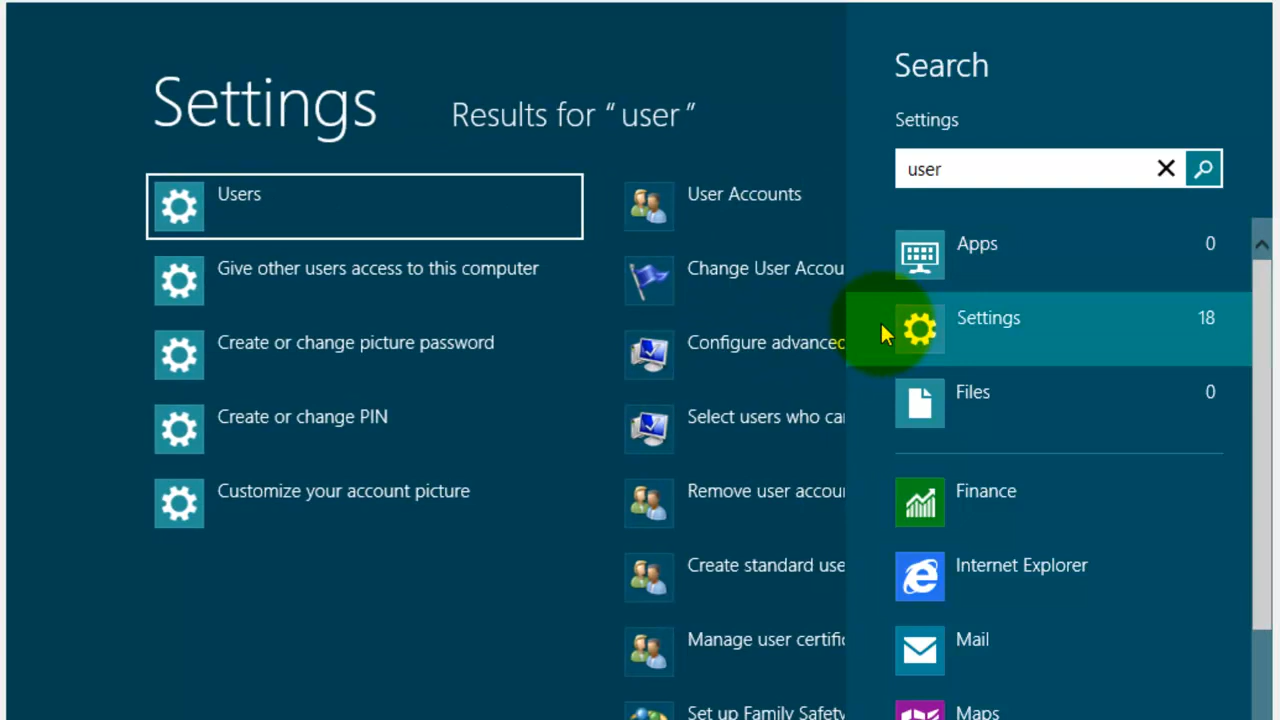 Settings
Results for “user”
Users
Give other users access to this computer
Create or change picture password
Create or change PIN
Customize your account picture
User Accounts
Change User Accou
Configure advanced
Select users who ca
Remove user accou
Create standard use
Manage user certific
Set up Family Safety
Search
Settings
user
Apps 0
Settings 18
Files 0
Finance
Internet Explorer
Mail
Maps